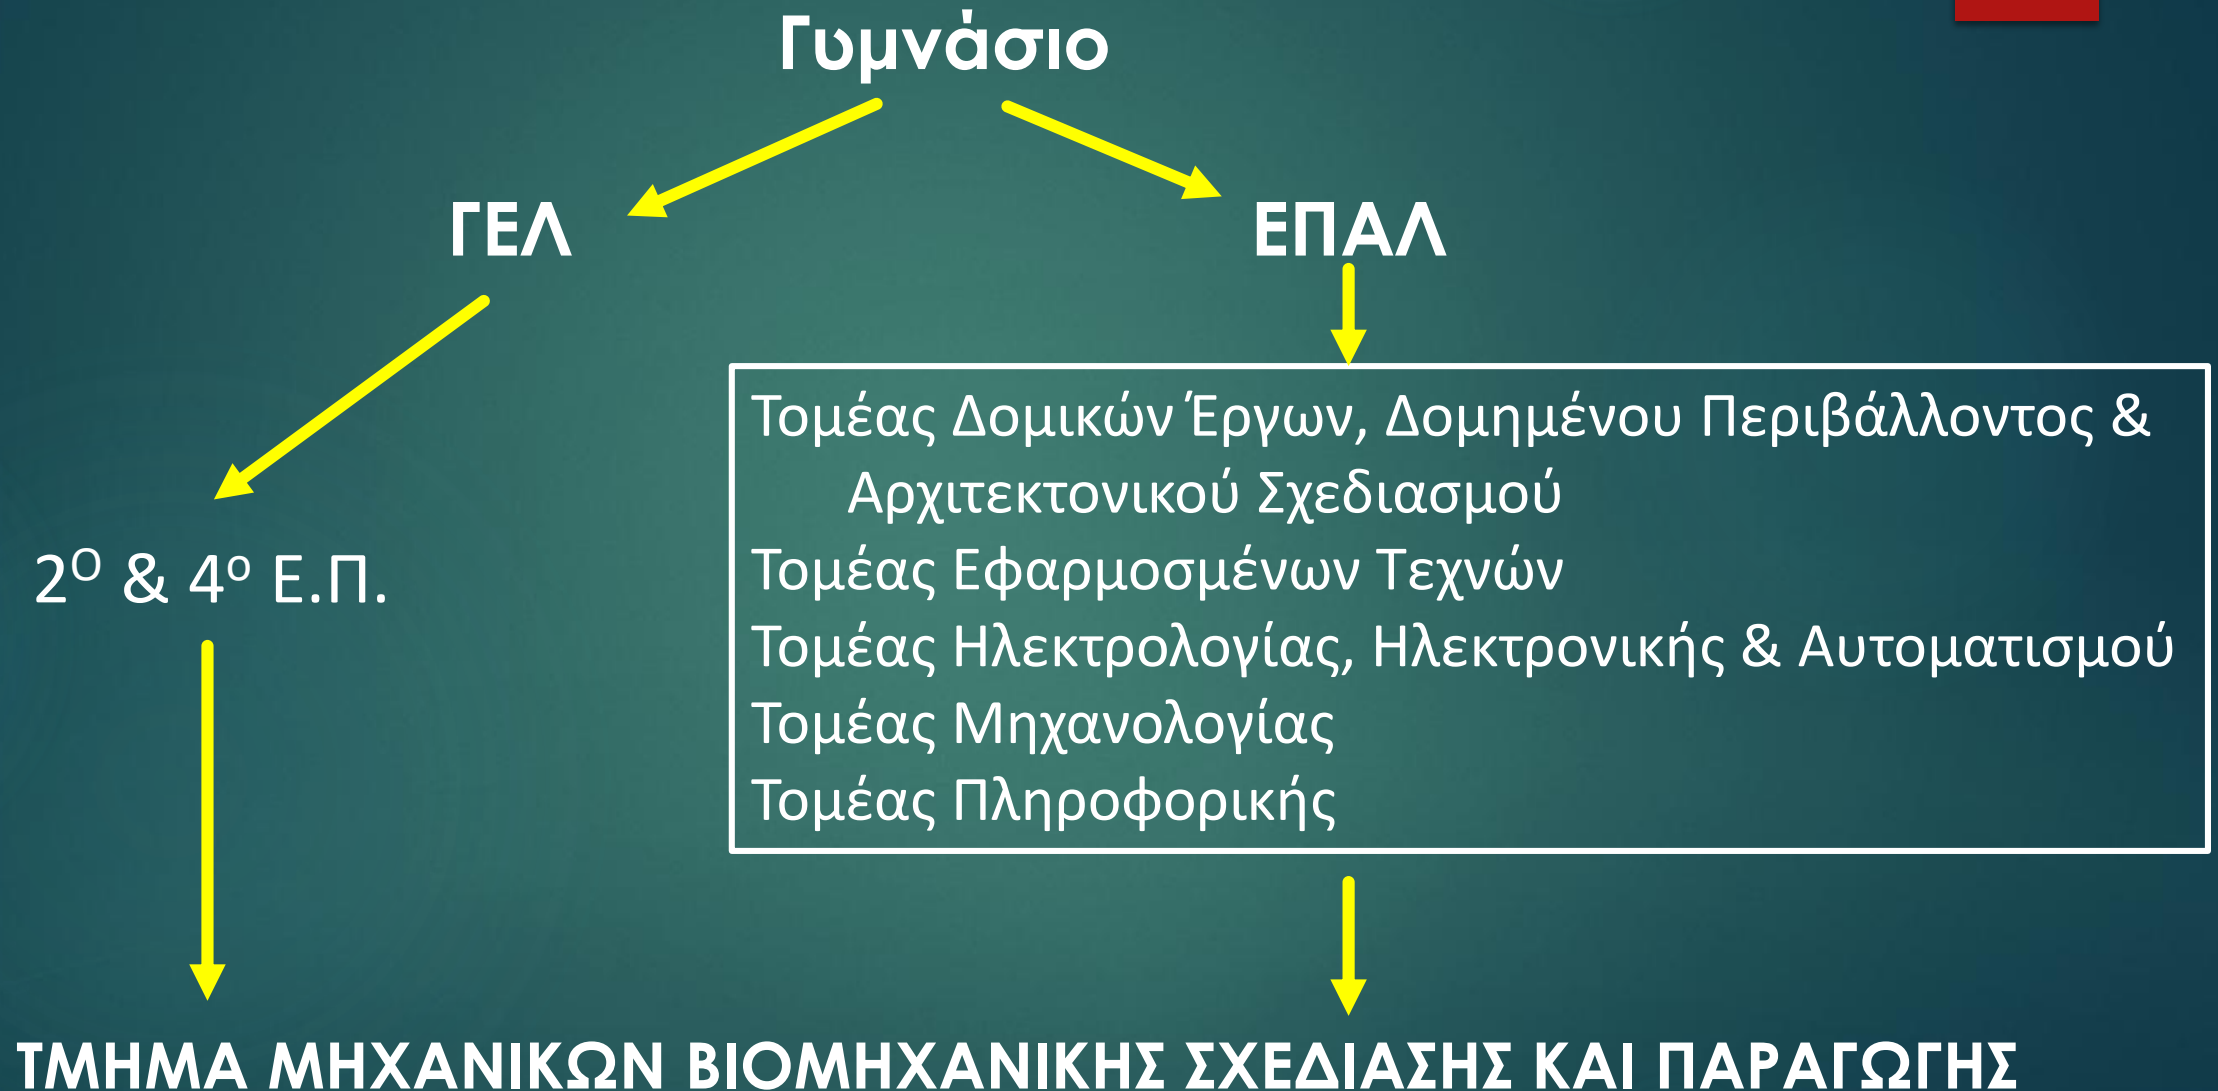 Γυμνάσιο
ΓΕΛ
ΕΠΑΛ
Τομέας Δομικών Έργων, Δομημένου Περιβάλλοντος &
Αρχιτεκτονικού Σχεδιασμού
Τομέας Εφαρμοσμένων Τεχνών
Τομέας Ηλεκτρολογίας, Ηλεκτρονικής & Αυτοματισμού
Τομέας Μηχανολογίας
Τομέας Πληροφορικής
2Ο & 4ο Ε.Π.
ΤΜΗΜΑ ΜΗΧΑΝΙΚΩΝ ΒΙΟΜΗΧΑΝΙΚΗΣ ΣΧΕΔΙΑΣΗΣ ΚΑΙ ΠΑΡΑΓΩΓΗΣ